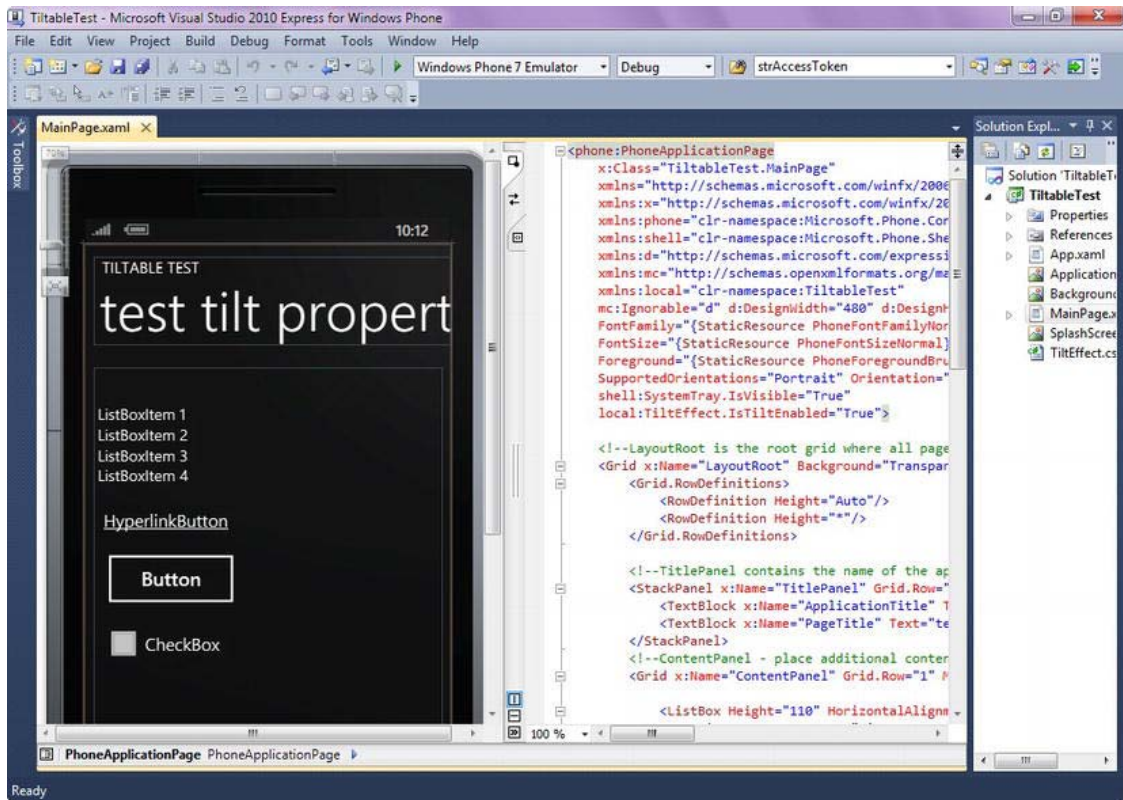 TiltableTest - Microsoft Visual Studio 2010 Express for Windows Phone
File Edit View Project Build Debug Format Tools Window Help
Windows Phone 7 Emulator Debug strAccessToken
Toolbox
MainPage.xaml
10:12
TILTABLE TEST
test tilt propert
ListBoxItem 1
ListBoxItem 2
ListBoxItem 3
ListBoxItem 4
HyperlinkButton
Button
CheckBox
<phone:PhoneApplicationPage
x:Class="TiltableTest.MainPage"
xmlns="http://schemas.microsoft.com/winfx/2006
xmlns:x="http://schemas.microsoft.com/winfx/20
xmlns:phone="clr-namespace:Microsoft.Phone.Con
xmlns:shell="clr-namespace:Microsoft.Phone.She
xmlns:d="http://schemas.microsoft.com/expressi
xmlns:mc="http://schemas.openxmlformats.org/ma
xmlns:local="clr-namespace:TiltableTest"
mc:Ignorable="d" d:DesignWidth="480" d:DesignH
FontFamily="{StaticResource PhoneFontFamilyNor
FontSize="{StaticResource PhoneFontSizeNormal}
Foreground="{StaticResource PhoneForegroundBru
SupportedOrientations="Portrait" Orientation="
shell:SystemTray.IsVisible="True"
local:TiltEffect.IsTiltEnabled="True">
<!--LayoutRoot is the root grid where all page
<Grid x:Name="LayoutRoot" Background="Transpar
<Grid.RowDefinitions>
<RowDefinition Height="Auto"/>
<RowDefinition Height="*"/>
</Grid.RowDefinitions>
<!--TitlePanel contains the name of the ap
<StackPanel x:Name="TitlePanel" Grid.Row="
<TextBlock x:Name="ApplicationTitle" T
<TextBlock x:Name="PageTitle" Text="te
</StackPanel>
<!--ContentPanel - place additional conten
<Grid x:Name="ContentPanel" Grid.Row="1" M
<ListBox Height="110" HorizontalAlignm
100 %
PhoneApplicationPage PhoneApplicationPage
Solution Expl...
Solution 'TiltableT
TiltableTest
Properties
References
App.xaml
Application
Background
MainPage.x
SplashScree
TiltEffect.cs
Ready